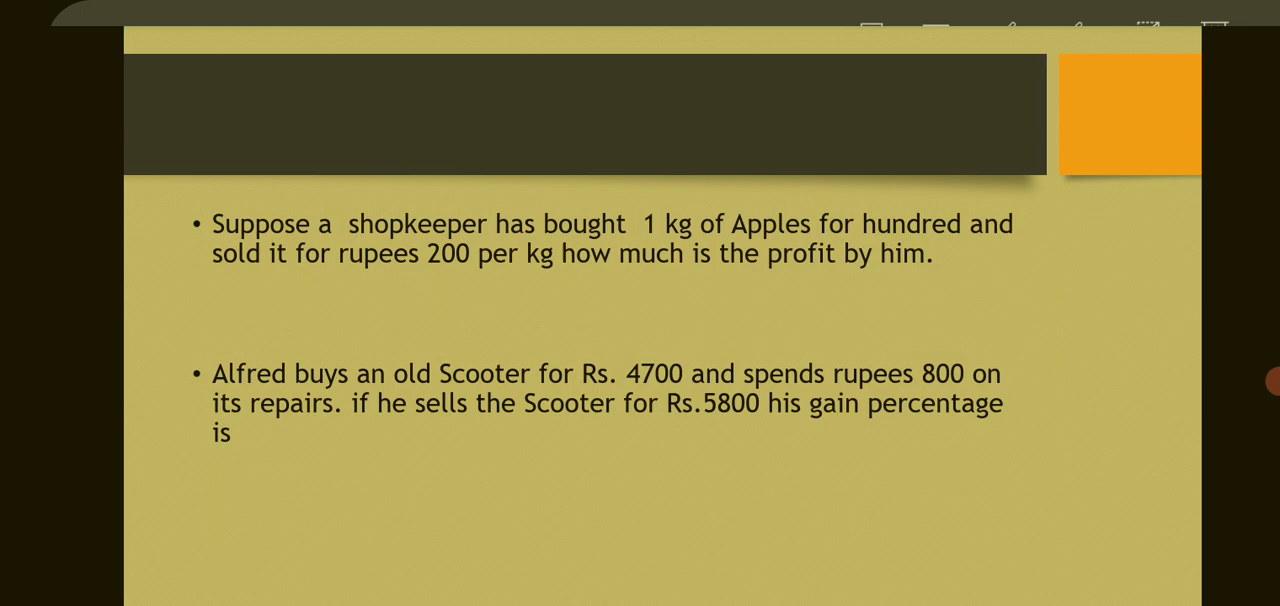 • Suppose a  shopkeeper has bought  1 kg of Apples for hundred and
sold it for rupees 200 per kg how much is the profit by him.
• Alfred buys an old Scooter for Rs. 4700 and spends rupees 800 on
its repairs. if he sells the Scooter for Rs.5800 his gain percentage
is